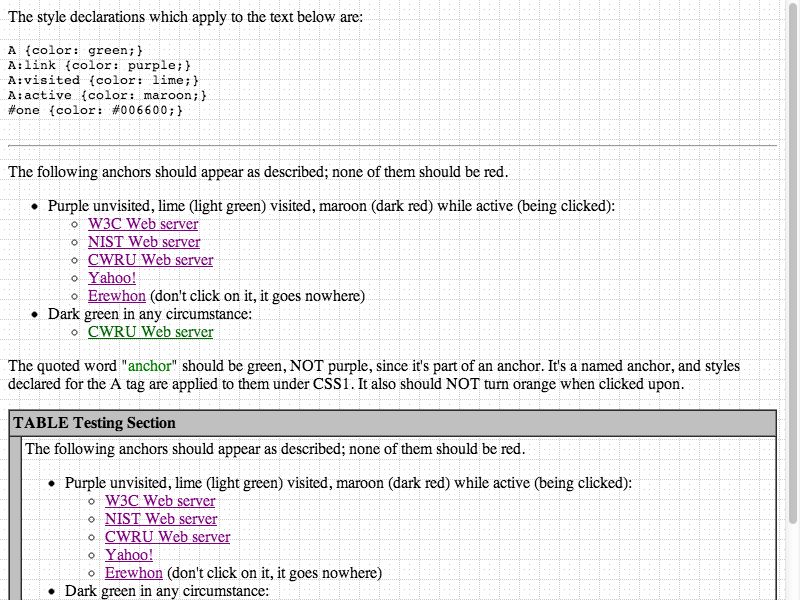 The style declarations which apply to the text below are:
A {color: green;}
A:link {color: purple;}
A:visited {color: lime;}
A:active {color: maroon;}
#one {color: #006600;}
The following anchors should appear as described; none of them should be red.
Purple unvisited, lime (light green) visited, maroon (dark red) while active (being clicked):
W3C Web server
NIST Web server
CWRU Web server
Yahoo!
Erewhon (don't click on it, it goes nowhere)
Dark green in any circumstance:
CWRU Web server
The quoted word "anchor" should be green, NOT purple, since it's part of an anchor. It's a named anchor, and styles
declared for the A tag are applied to them under CSS1. It also should NOT turn orange when clicked upon.
TABLE Testing Section
The following anchors should appear as described; none of them should be red.
Purple unvisited, lime (light green) visited, maroon (dark red) while active (being clicked):
W3C Web server
NIST Web server
CWRU Web server
Yahoo!
Erewhon (don't click on it, it goes nowhere)
Dark green in any circumstance: